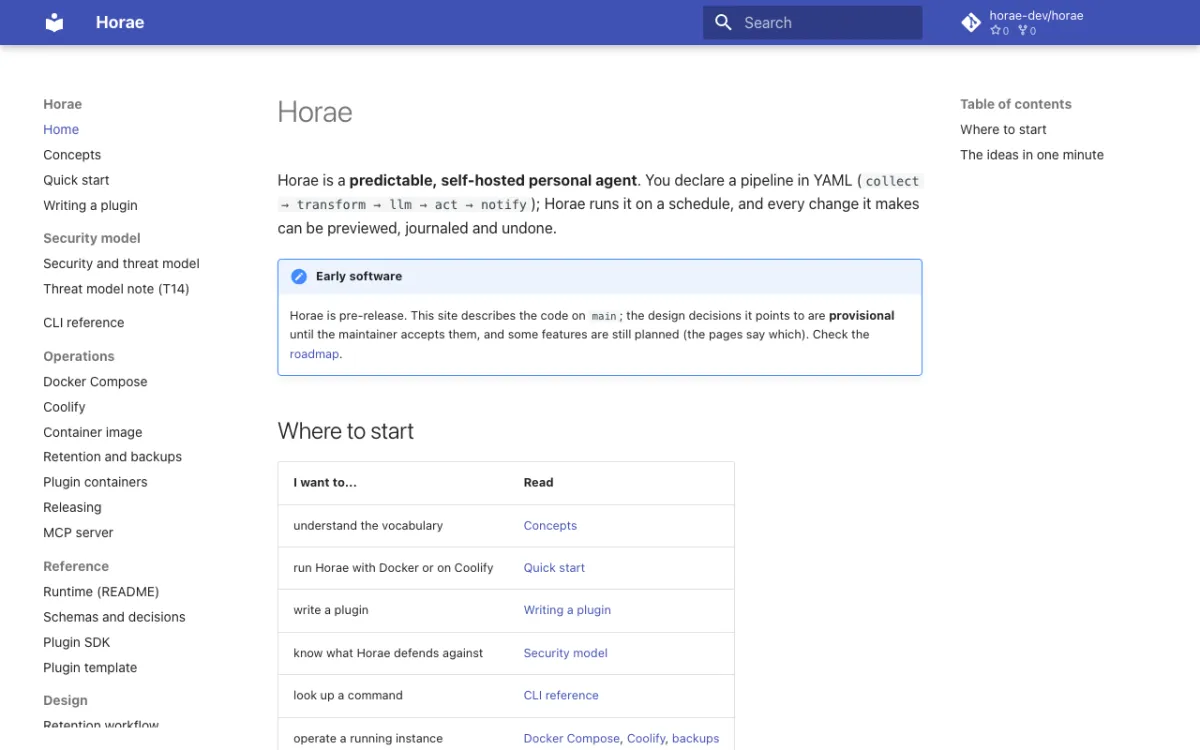 Horae
Search
horae-dev/horae
0 0
Horae
Home
Concepts
Quick start
Writing a plugin
Security model
Security and threat model
Threat model note (T14)
CLI reference
Operations
Docker Compose
Coolify
Container image
Retention and backups
Plugin containers
Releasing
MCP server
Reference
Runtime (README)
Schemas and decisions
Plugin SDK
Plugin template
Design
Retention workflow
Horae
Horae is a predictable, self-hosted personal agent. You declare a pipeline in YAML ( collect
→ transform → llm → act → notify ); Horae runs it on a schedule, and every change it makes
can be previewed, journaled and undone.
Early software
Horae is pre-release. This site describes the code on main ; the design decisions it points to are provisional
until the maintainer accepts them, and some features are still planned (the pages say which). Check the
roadmap.
Where to start
I want to... Read
understand the vocabulary Concepts
run Horae with Docker or on Coolify Quick start
write a plugin Writing a plugin
know what Horae defends against Security model
look up a command CLI reference
operate a running instance Docker Compose, Coolify, backups
Table of contents
Where to start
The ideas in one minute